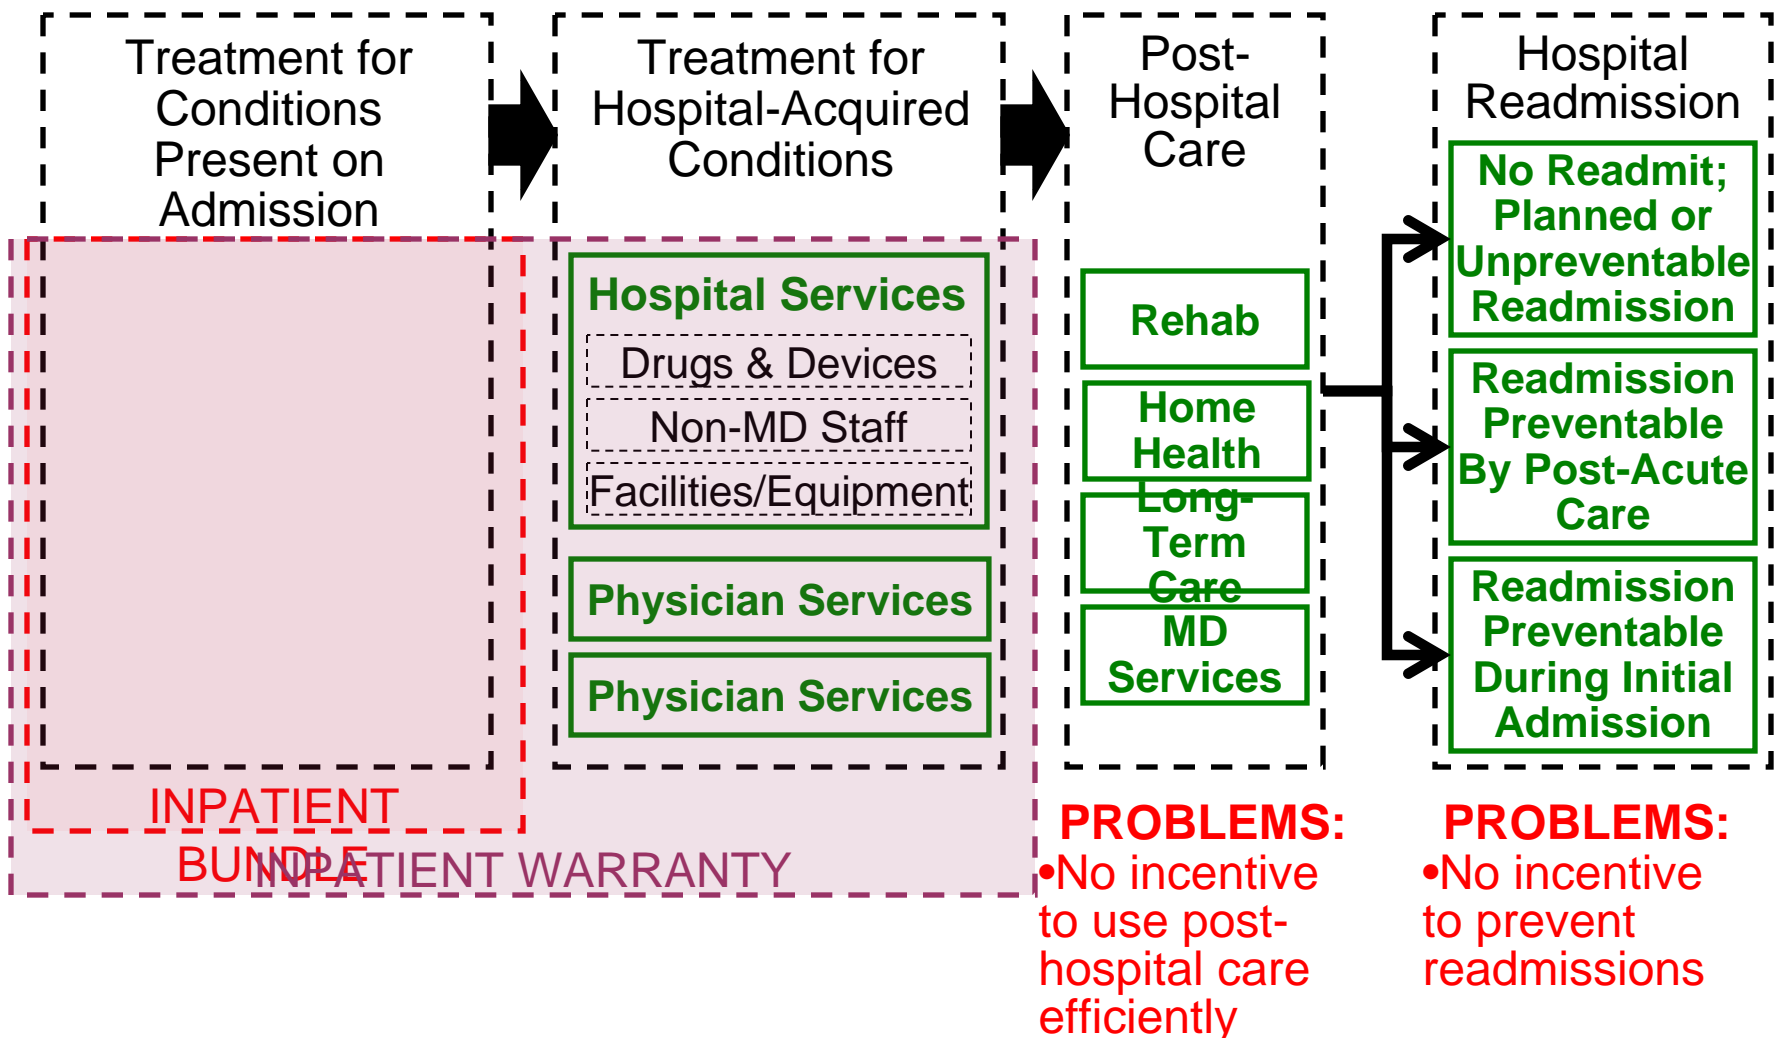 Treatment for
Conditions
Present on
Admission
INPATIENT
BUNDLE
INPATIENT WARRANTY
Treatment for
Hospital-Acquired
Conditions
Hospital Services
Drugs & Devices
Non-MD Staff
Facilities/Equipment
Physician Services
Physician Services
Post-
Hospital
Care
Rehab
Home
Health
Long-
Term
Care
MD
Services
PROBLEMS:
•No incentive
to use post-
hospital care
efficiently
Hospital
Readmission
No Readmit;
Planned or
Unpreventable
Readmission
Readmission
Preventable
By Post-Acute
Care
Readmission
Preventable
During Initial
Admission
PROBLEMS:
•No incentive
to prevent
readmissions